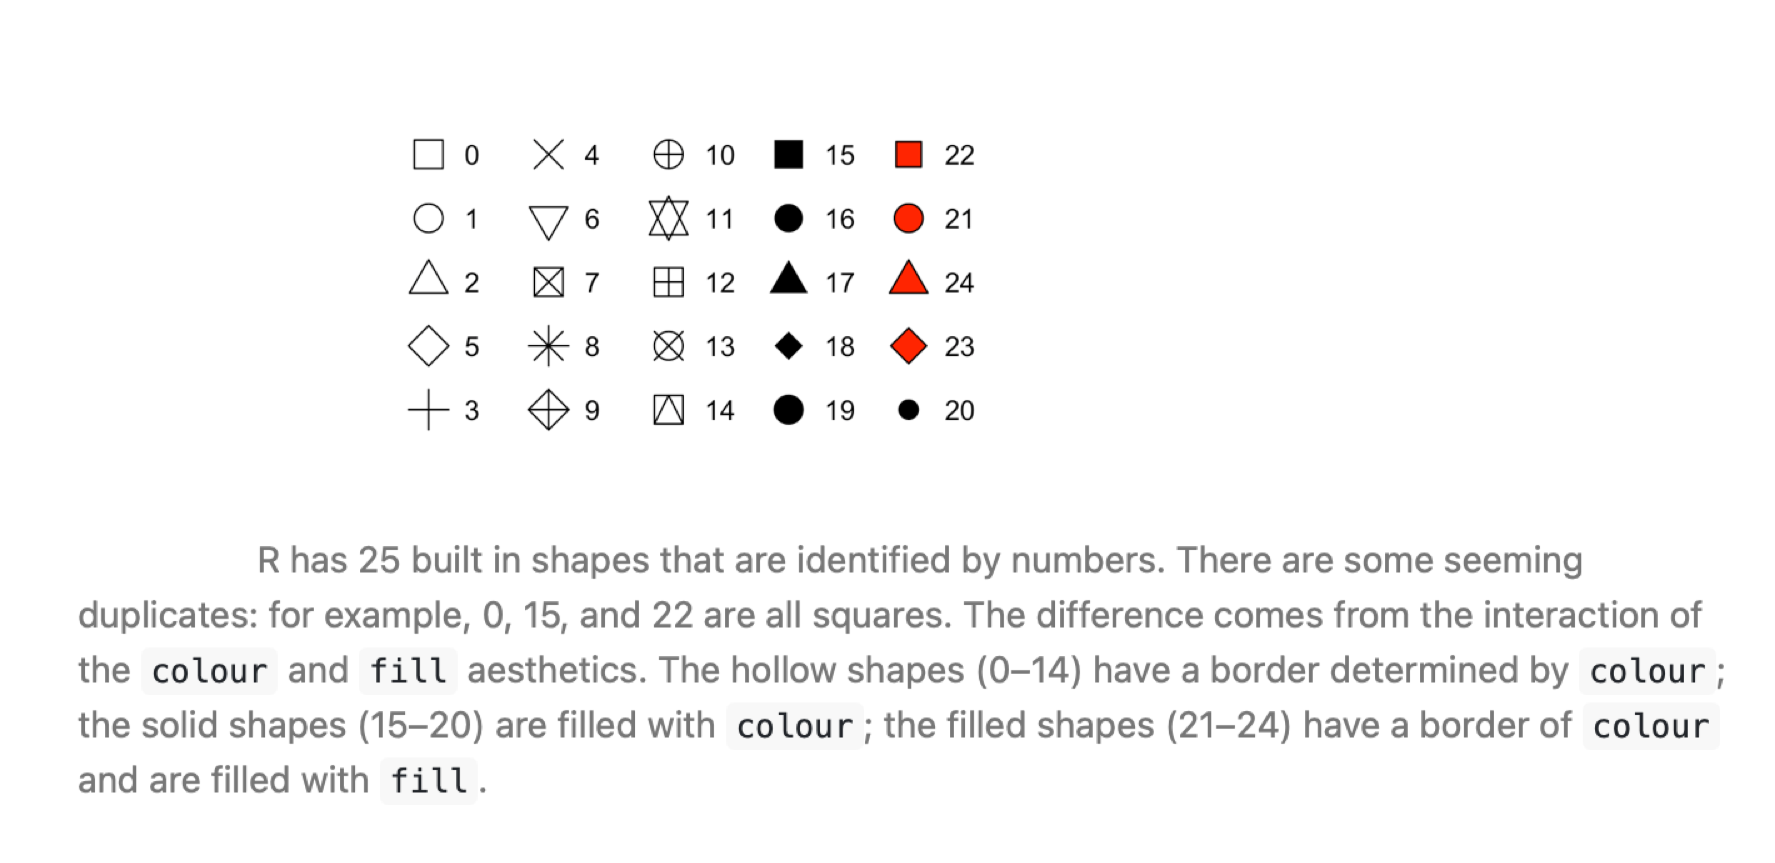 0 4 10 15 22
1 6 11 16 21
2 7 12 17 24
5 8 13 18 23
3 9 14 19 20
R has 25 built in shapes that are identified by numbers. There are some seeming
duplicates: for example, 0, 15, and 22 are all squares. The difference comes from the interaction of
the colour and fill aesthetics. The hollow shapes (0–14) have a border determined by colour;
the solid shapes (15–20) are filled with colour; the filled shapes (21–24) have a border of colour
and are filled with fill.